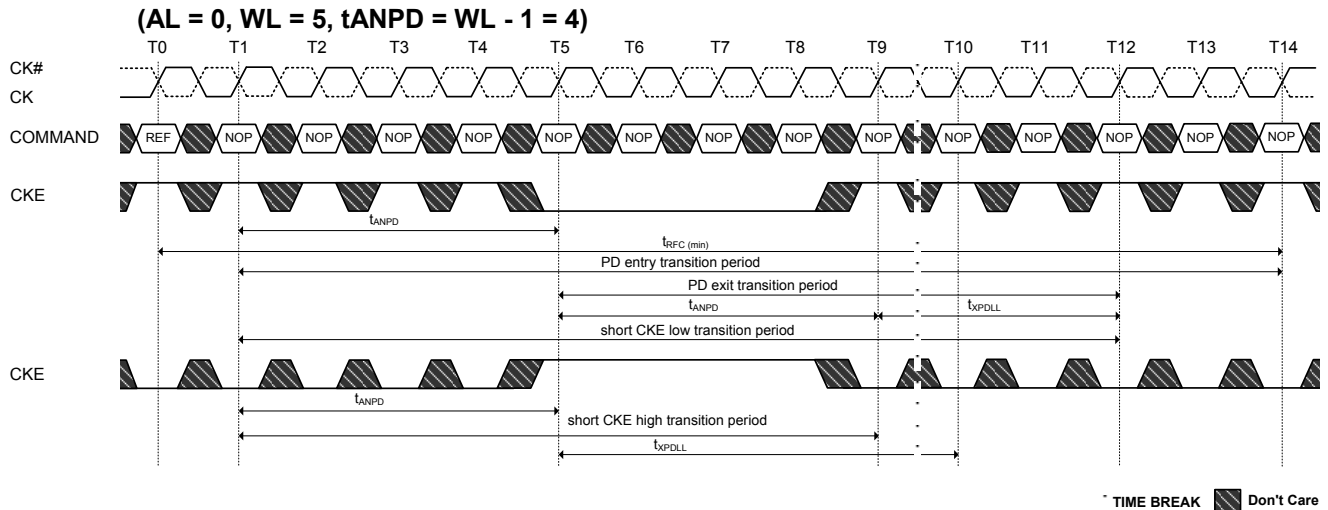 (AL = 0, WL = 5, tANPD = WL - 1 = 4)
T0 T1 T2 T3 T4 T5 T6 T7 T8 T9 T10 T11 T12 T13 T14
CK#
CK
COMMAND REF NOP NOP NOP NOP NOP NOP NOP NOP NOP NOP NOP NOP NOP NOP
CKE
tANPD
tRFC (min)
PD entry transition period
PD exit transition period
tANPD tXPDLL
short CKE low transition period
CKE
tANPD
short CKE high transition period
tXPDLL
TIME BREAK Don't Care